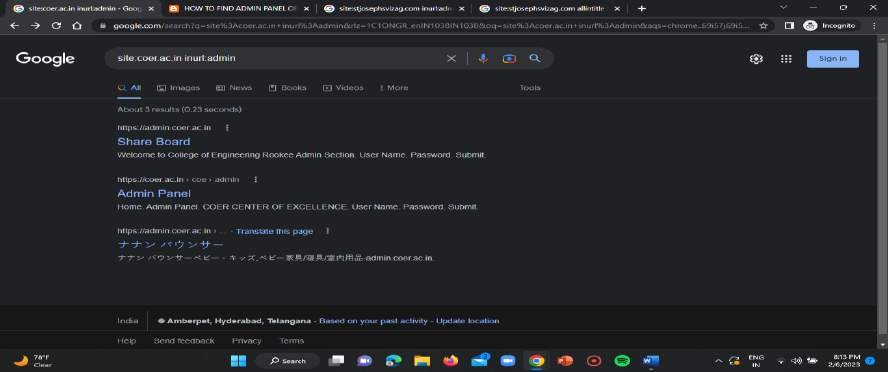 site:coer.ac.in inurl:admin - Goog
HOW TO FIND ADMIN PANEL OF
sitestjosephsvizag.com inurladmin
sitestjosephsvizag.com allintitle
google.com/search?q=site%3Acoer.ac.in+inurl%3Aadmin&rlz=1C1ONGR_enIN1038IN1038&oq=site%3Acoer.ac.in+inurl%3Aadmin&aqs=chrome..69i57j69i5...
Incognito
Google
site:coer.ac.in inurl:admin
Sign in
All Images News Books Videos More Tools
About 3 results (0.23 seconds)
https://admin.coer.ac.in
Share Board
Welcome to College of Engineering Rookee Admin Section. User Name. Password. Submit.
https://coer.ac.in › coe › admin
Admin Panel
Home. Admin Panel. COER CENTER OF EXCELLENCE. User Name. Password. Submit.
https://admin.coer.ac.in › ... · Translate this page
ナナン バウンサー
ナナン バウンサーベビー - キッズ,ベビー家具/寝具/室内用品-admin.coer.ac.in.
India
Amberpet, Hyderabad, Telangana - Based on your past activity - Update location
Help Send feedback Privacy Terms
78°F
Clear
Search
ENG
IN
8:13 PM
2/6/2023